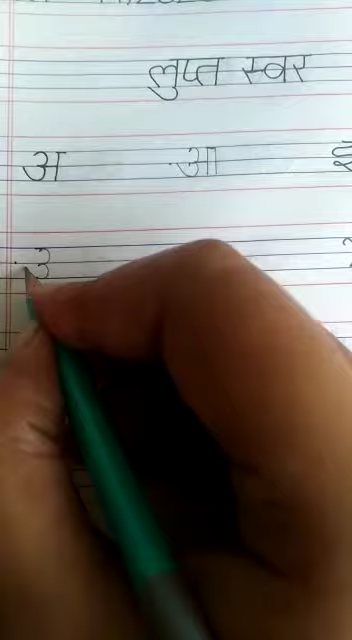 लुप्त स्वर
अ आ
उ